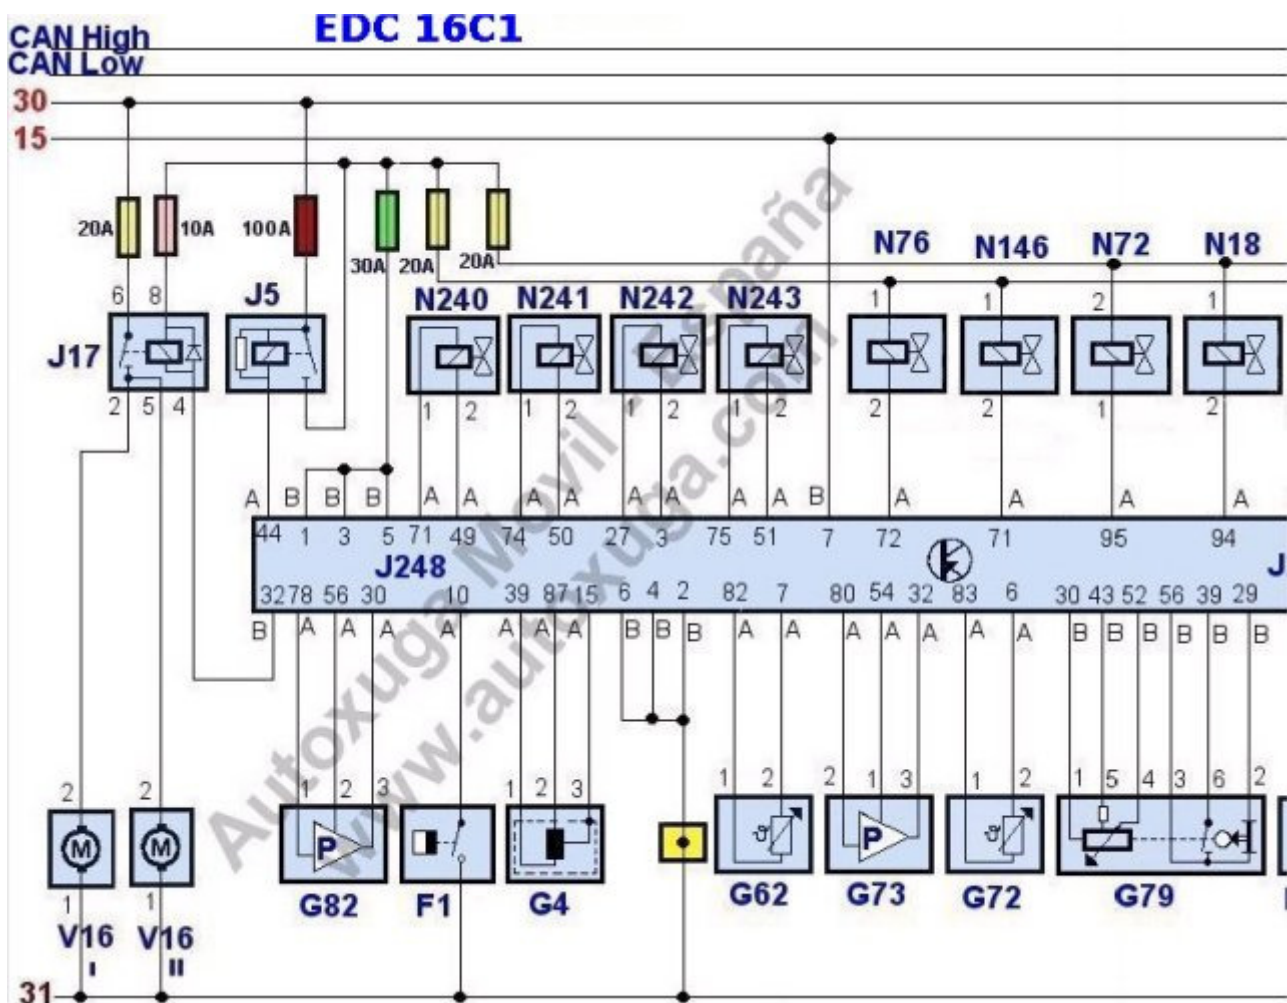 EDC 16C1
CAN High
CAN Low
30
15
20A 10A 100A 30A 20A 20A
N76 N146 N72 N18
6 8 J5 N240 N241 N242 N243 1 1 2 1
J17
2 5 4 1 2 1 2 1 2 1 2 2 2 1 2
A B B B A A A A A A A A B A A A A
44 1 3 5 71 49 74 50 27 3 75 51 7 72 71 95 94
J248 J
32 78 56 30 10 39 87 15 6 4 2 82 7 80 54 32 83 6 30 43 52 56 39 29
B A A A A A A A B B B A A A A A A A B B B B B B
2 2 1 2 3 1 2 3 1 2 2 1 3 1 2 1 5 4 3 6 2
M M P P
G82 F1 G4 G62 G73 G72 G79
1 1
V16 V16
I II
31
Autoxuga Movil - España
www.autoxuga.com